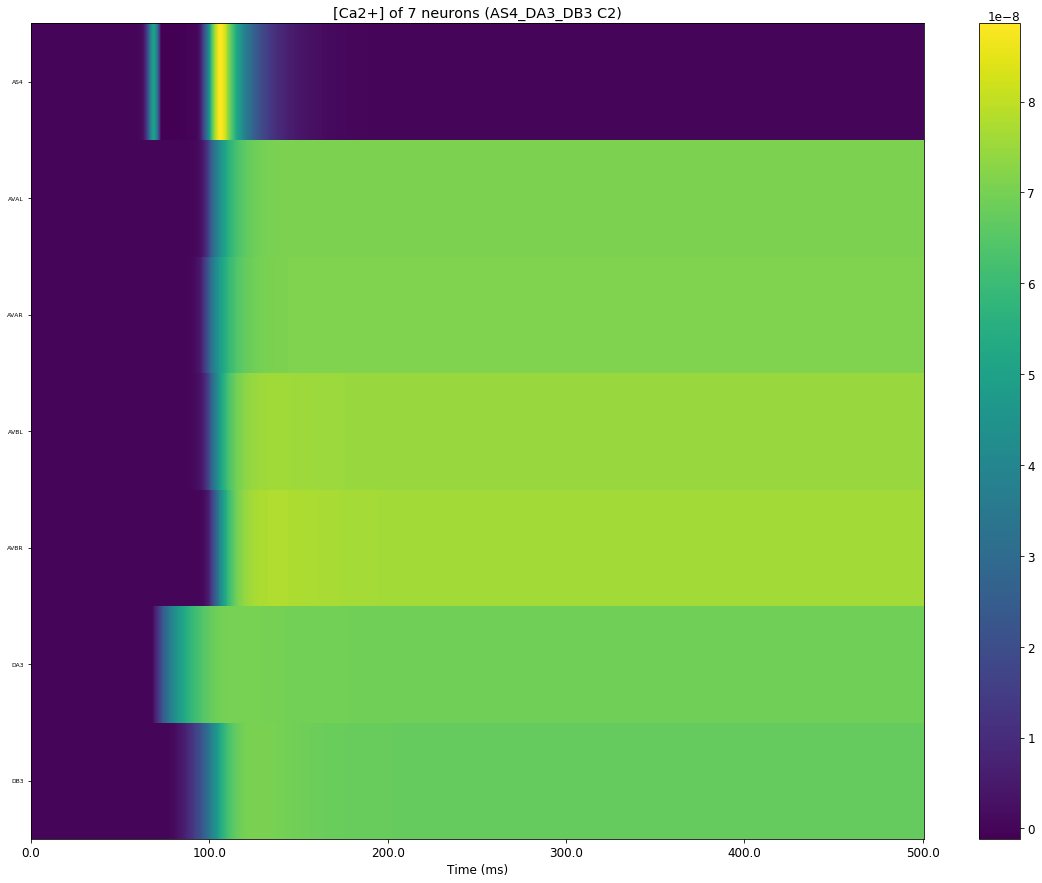 [Ca2+] of 7 neurons (AS4_DA3_DB3 C2)
1e−8
AS4
AVAL
AVAR
AVBL
AVBR
DA3
DB3
8
7
6
5
4
3
2
1
0
0.0 100.0 200.0 300.0 400.0 500.0
Time (ms)